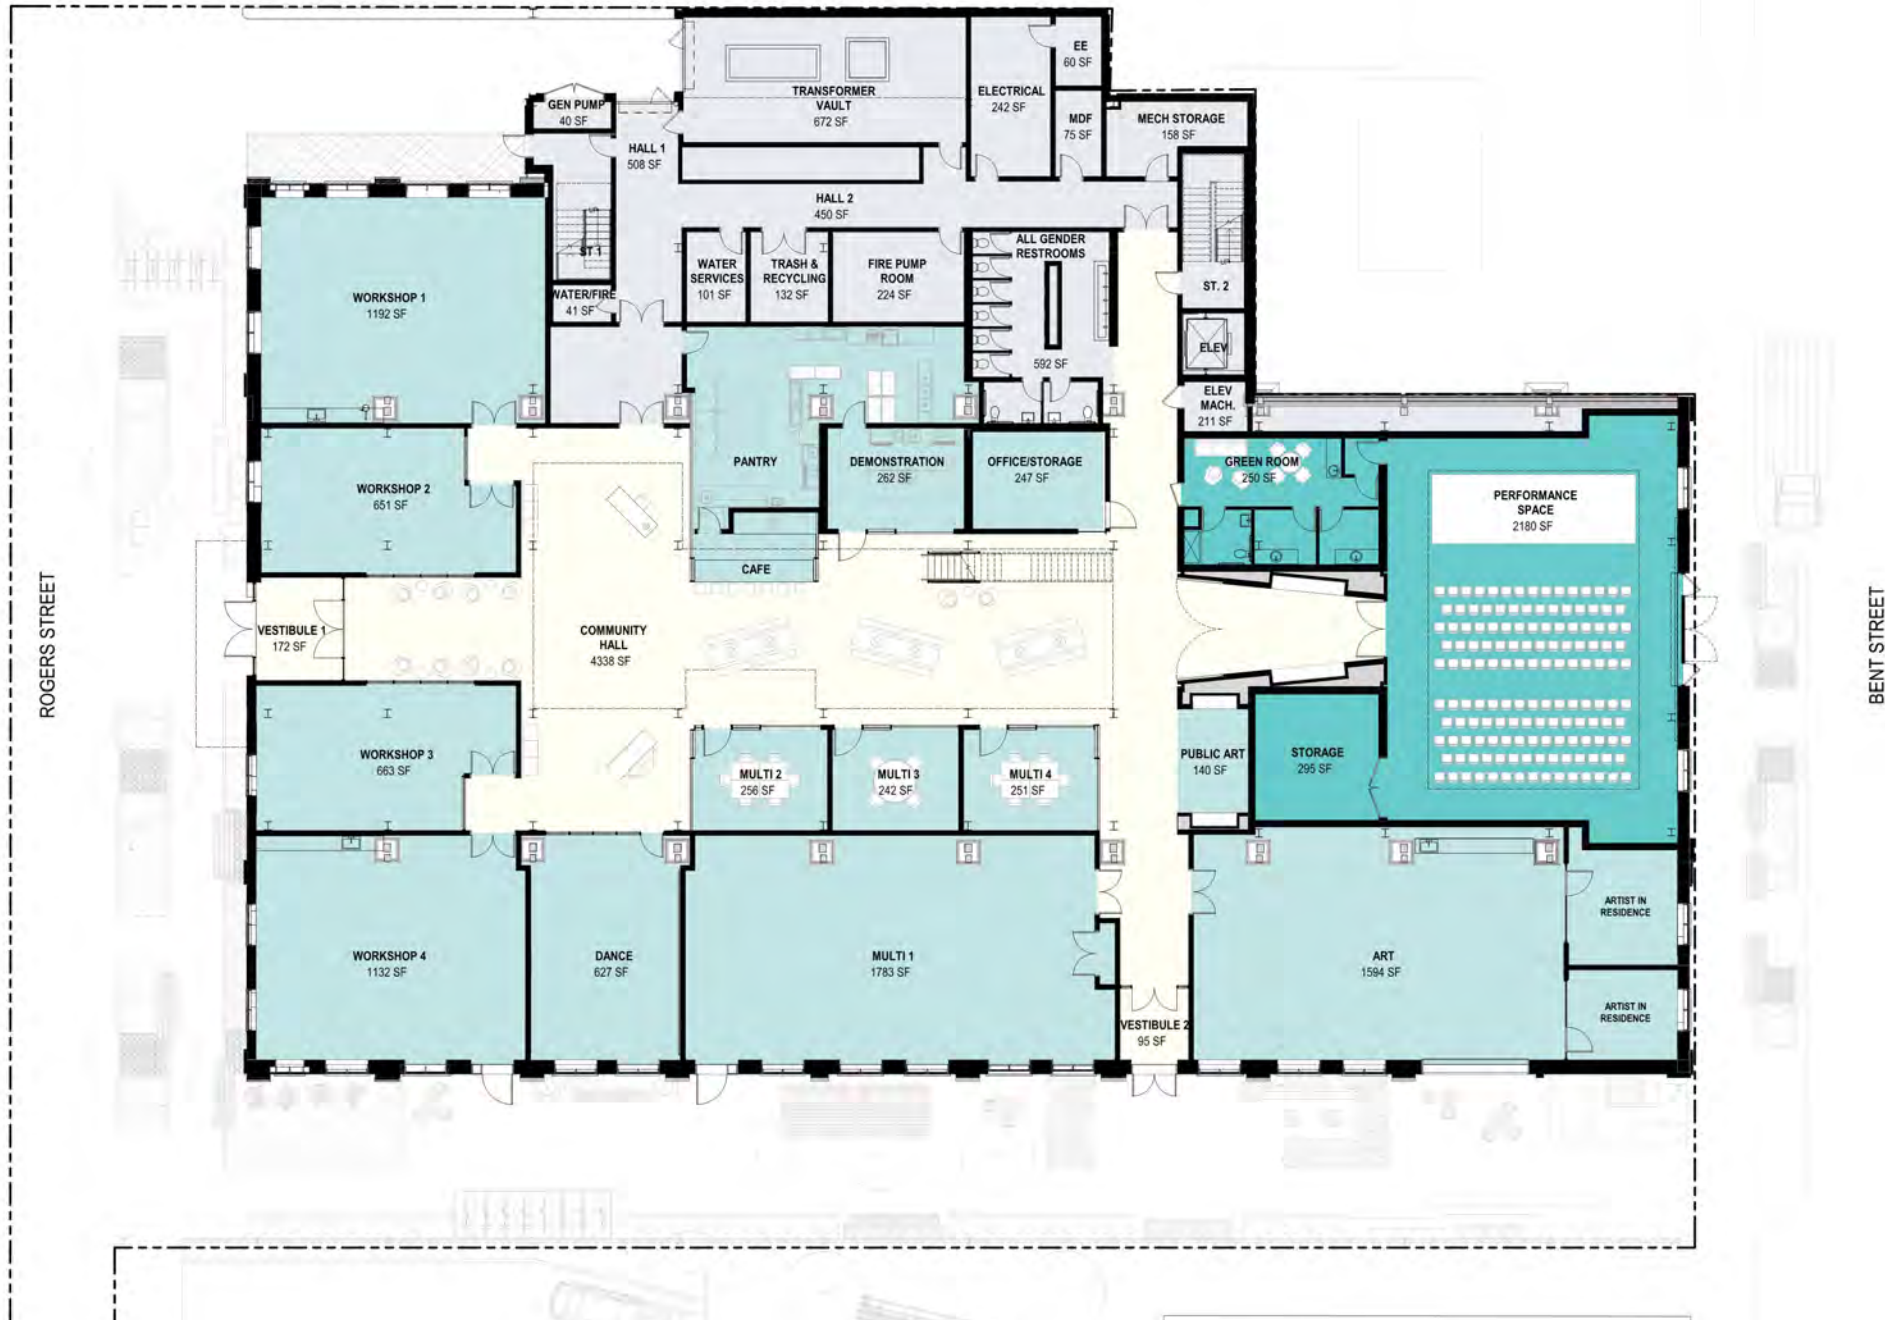 EE
60 SF
TRANSFORMER
VAULT
672 SF
ELECTRICAL
242 SF
GEN PUMP
40 SF
MDF
75 SF
MECH STORAGE
158 SF
HALL 1
508 SF
HALL 2
450 SF
ST 1
ALL GENDER
RESTROOMS
592 SF
WATER
SERVICES
101 SF
TRASH &
RECYCLING
132 SF
FIRE PUMP
ROOM
224 SF
ST. 2
WATER/FIRE
41 SF
WORKSHOP 1
1192 SF
ELEV
ELEV
MACH.
211 SF
PANTRY
DEMONSTRATION
262 SF
OFFICE/STORAGE
247 SF
GREEN ROOM
250 SF
WORKSHOP 2
651 SF
PERFORMANCE
SPACE
2180 SF
CAFE
ROGERS STREET
VESTIBULE 1
172 SF
COMMUNITY
HALL
4338 SF
BENT STREET
WORKSHOP 3
663 SF
MULTI 2
256 SF
MULTI 3
242 SF
MULTI 4
251 SF
PUBLIC ART
140 SF
STORAGE
295 SF
WORKSHOP 4
1132 SF
DANCE
627 SF
MULTI 1
1783 SF
ART
1594 SF
ARTIST IN
RESIDENCE
ARTIST IN
RESIDENCE
VESTIBULE 2
95 SF